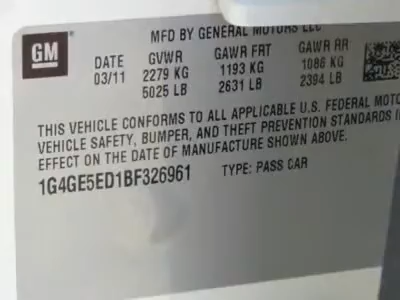 MFD BY GENERAL MOTORS LLC
GM
DATE GVWR GAWR FRT GAWR RR
03/11 2279 KG 1193 KG 1086 KG
5025 LB 2631 LB 2394 LB
THIS VEHICLE CONFORMS TO ALL APPLICABLE U.S. FEDERAL MOTO
VEHICLE SAFETY, BUMPER, AND THEFT PREVENTION STANDARDS
EFFECT ON THE DATE OF MANUFACTURE SHOWN ABOVE.
1G4GE5ED1BF326961 TYPE: PASS CAR